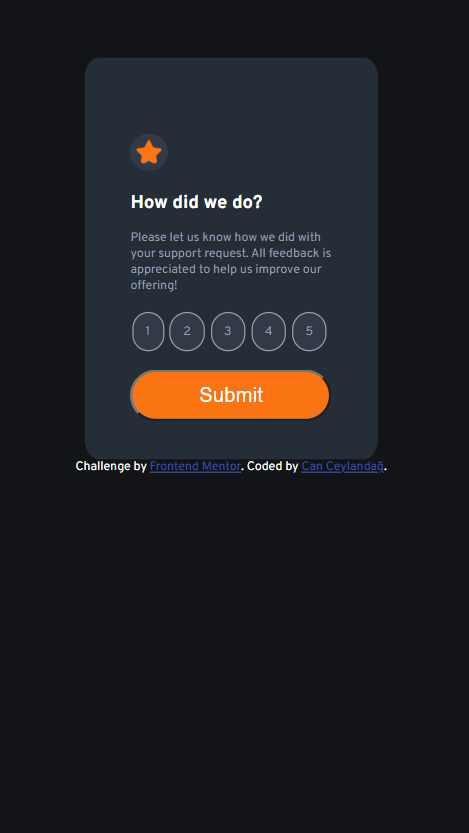 How did we do?
Please let us know how we did with
your support request. All feedback is
appreciated to help us improve our
offering!
1 2 3 4 5
Submit
Challenge by Frontend Mentor. Coded by Can Ceylandağ.